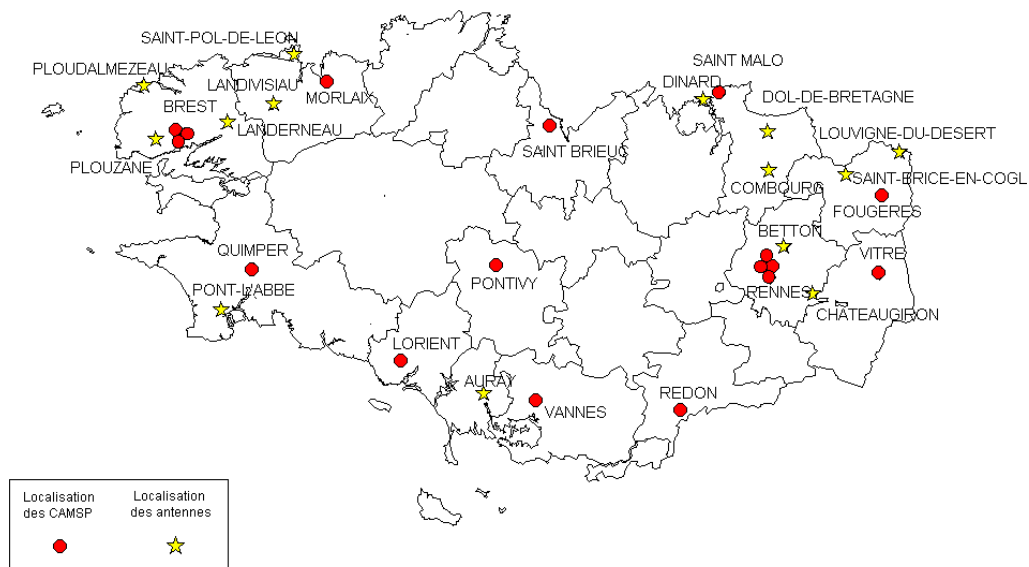 SAINT-POL-DE-LEON
SAINT MALO
PLOUDALMEZEAU
LANDIVISIAU
DINARD
MORLAIX
DOL-DE-BRETAGNE
BREST
LANDERNEAU
LOUVIGNE-DU-DESERT
SAINT BRIEUC
PLOUZANE
SAINT-BRICE-EN-COGL
COMBOURG
FOUGERES
BETTON
QUIMPER
VITRE
PONTIVY
PONT-L'ABBE
RENNES
CHATEAUGIRON
LORIENT
AURAY
REDON
VANNES
Localisation
des CAMSP
Localisation
des antennes